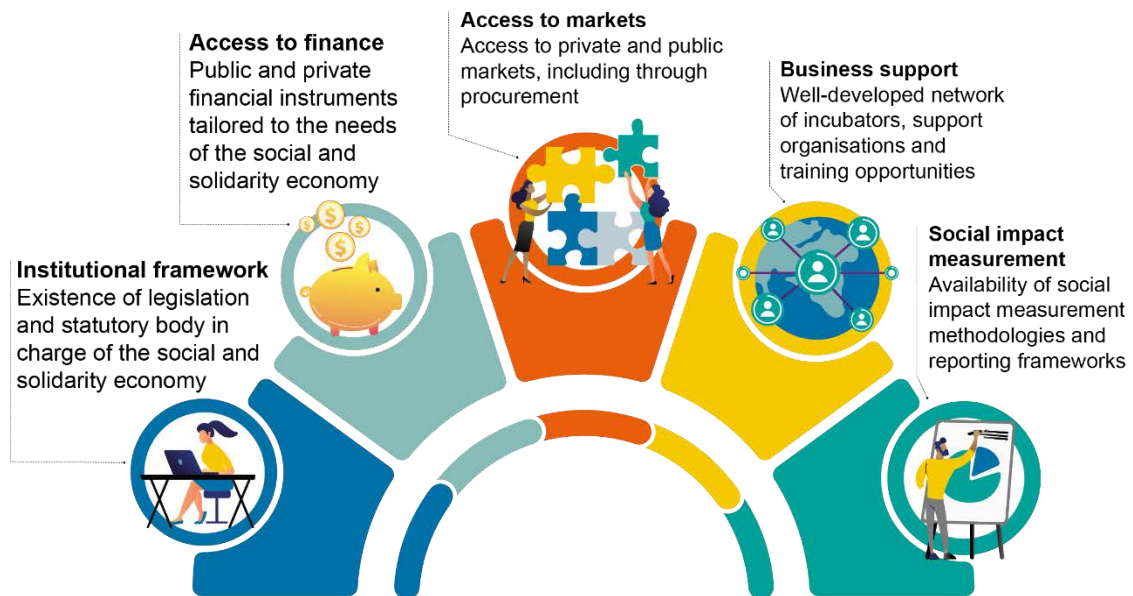 Institutional framework
Existence of legislation
and statutory body in
charge of the social and
solidarity economy
Access to finance
Public and private
financial instruments
tailored to the needs
of the social and
solidarity economy
Access to markets
Access to private and public
markets, including through
procurement
Business support
Well-developed network
of incubators, support
organisations and
training opportunities
Social impact
measurement
Availability of social
impact measurement
methodologies and
reporting frameworks
$
$
$
$